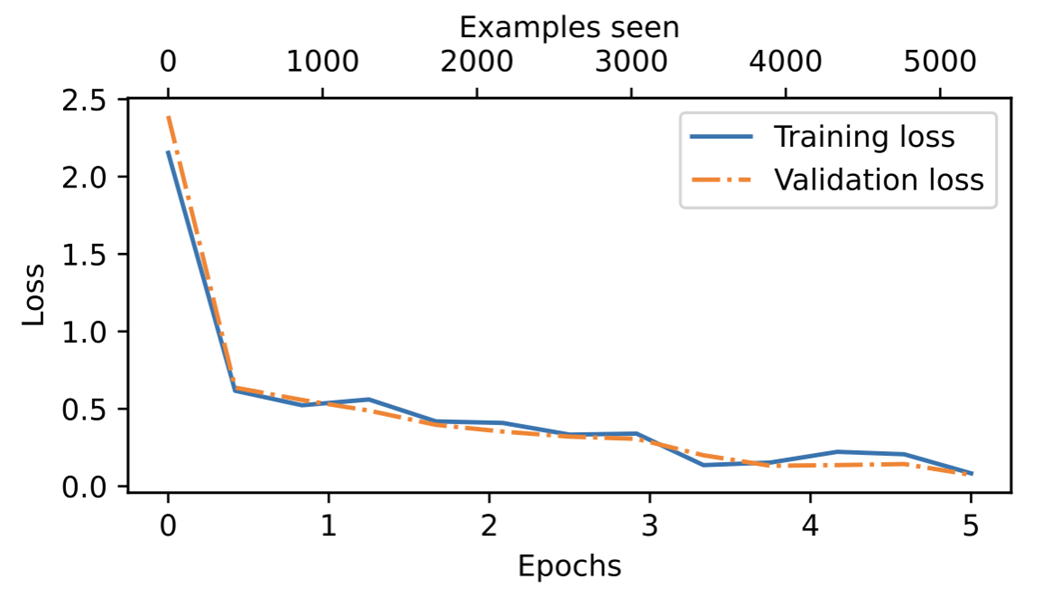 Examples seen
0 1000 2000 3000 4000 5000
2.5
2.0
1.5
1.0
0.5
0.0
Loss
Training loss
Validation loss
0 1 2 3 4 5
Epochs